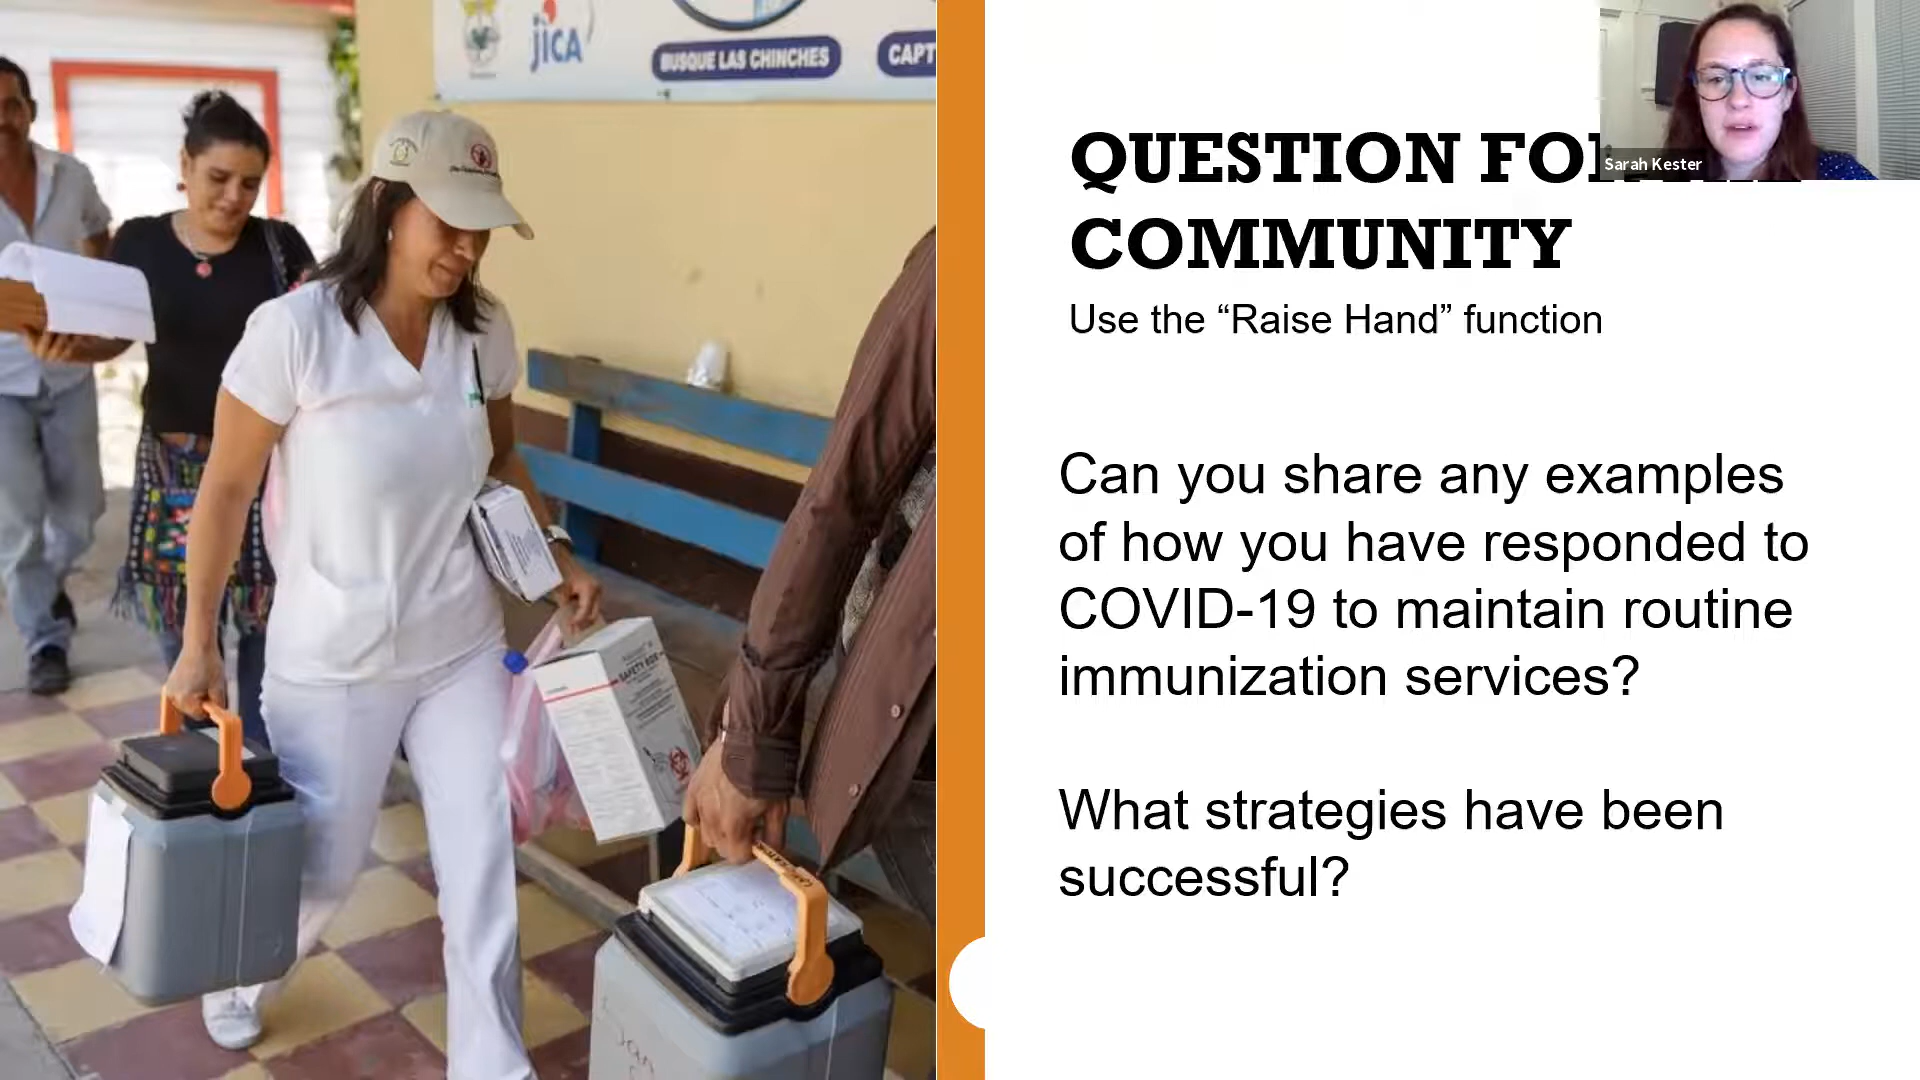 jICA
BUSQUE LAS CHINCHES
CAPT
Sarah Kester
QUESTION FO
COMMUNITY
Use the “Raise Hand” function
Can you share any examples
of how you have responded to
COVID-19 to maintain routine
immunization services?
What strategies have been
successful?
SAFETY BOX